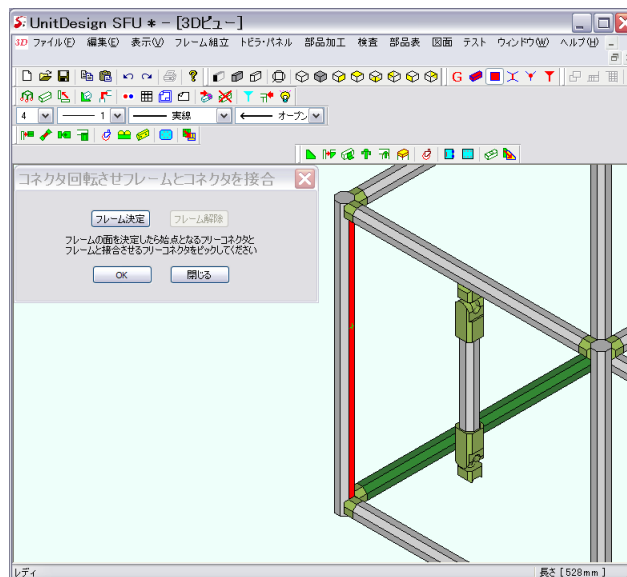 UnitDesign SFU * - [3Dビュー]
3D ファイル(F) 編集(E) 表示(V) フレーム組立 トビラ・パネル 部品加工 検査 部品表 図面 テスト ウィンドウ(W) ヘルプ(H)
G T
4 1 実線 オープン
コネクタ回転させフレームとコネクタを接合
フレーム決定 フレーム解除
フレームの面を決定したら始点となるフリーコネクタと
フレームと接合させるフリーコネクタをピックしてください
OK 閉じる
2
レディ 長さ [528mm]